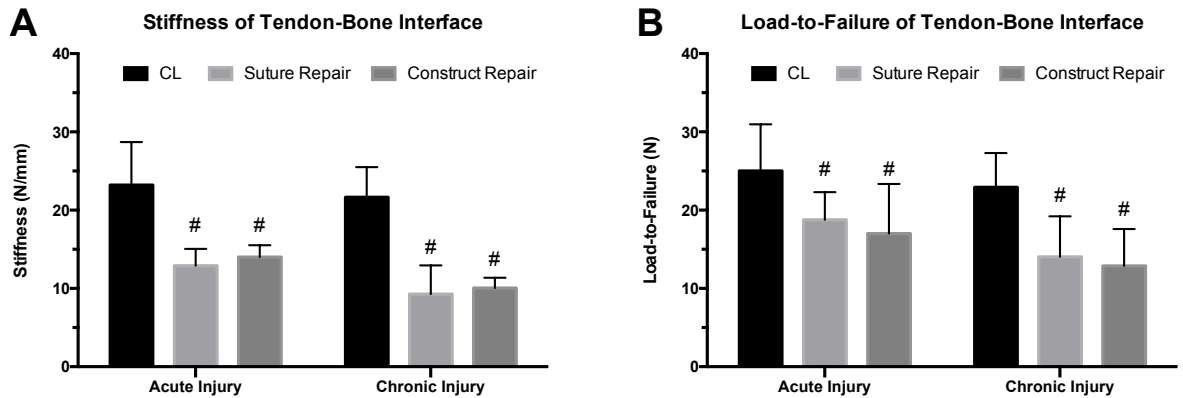 A
Stiffness of Tendon-Bone Interface
40
30
20
10
0
Stiffness (N/mm)
CL
Suture Repair
Construct Repair
#
#
#
#
Acute Injury
Chronic Injury
B
Load-to-Failure of Tendon-Bone Interface
40
30
20
10
0
Load-to-Failure (N)
CL
Suture Repair
Construct Repair
#
#
#
#
Acute Injury
Chronic Injury